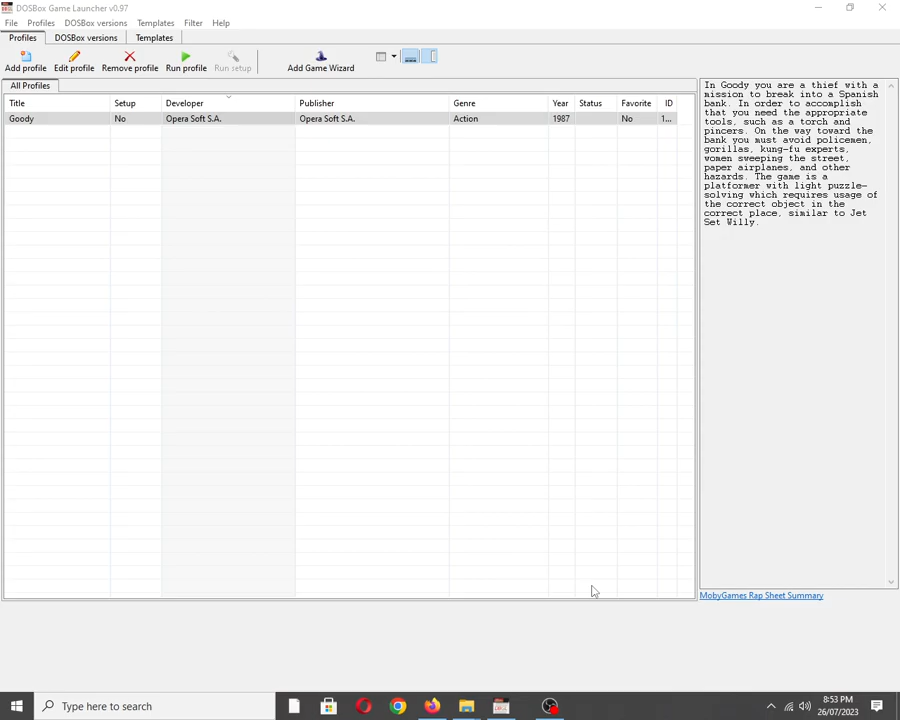 DOSBox Game Launcher v0.97
File Profiles DOSBox versions Templates Filter Help
Profiles DOSBox versions Templates
Add profile Edit profile Remove profile Run profile Run setup Add Game Wizard
All Profiles
Title Setup Developer Publisher Genre Year Status Favorite ID
Goody No Opera Soft S.A. Opera Soft S.A. Action 1987 No 1...
In Goody you are a thief with a
mission to break into a Spanish
bank. In order to accomplish
that you need the appropriate
tools, such as a torch and
pincers. On the way toward the
bank you must avoid policemen,
gorillas, kung-fu experts,
women sweeping the street,
paper airplanes, and other
hazards. The game is a
platformer with light puzzle-
solving which requires usage of
the correct object in the
correct place, similar to Jet
Set Willy.
MobyGames Rap Sheet Summary
Type here to search
8:53 PM
26/07/2023